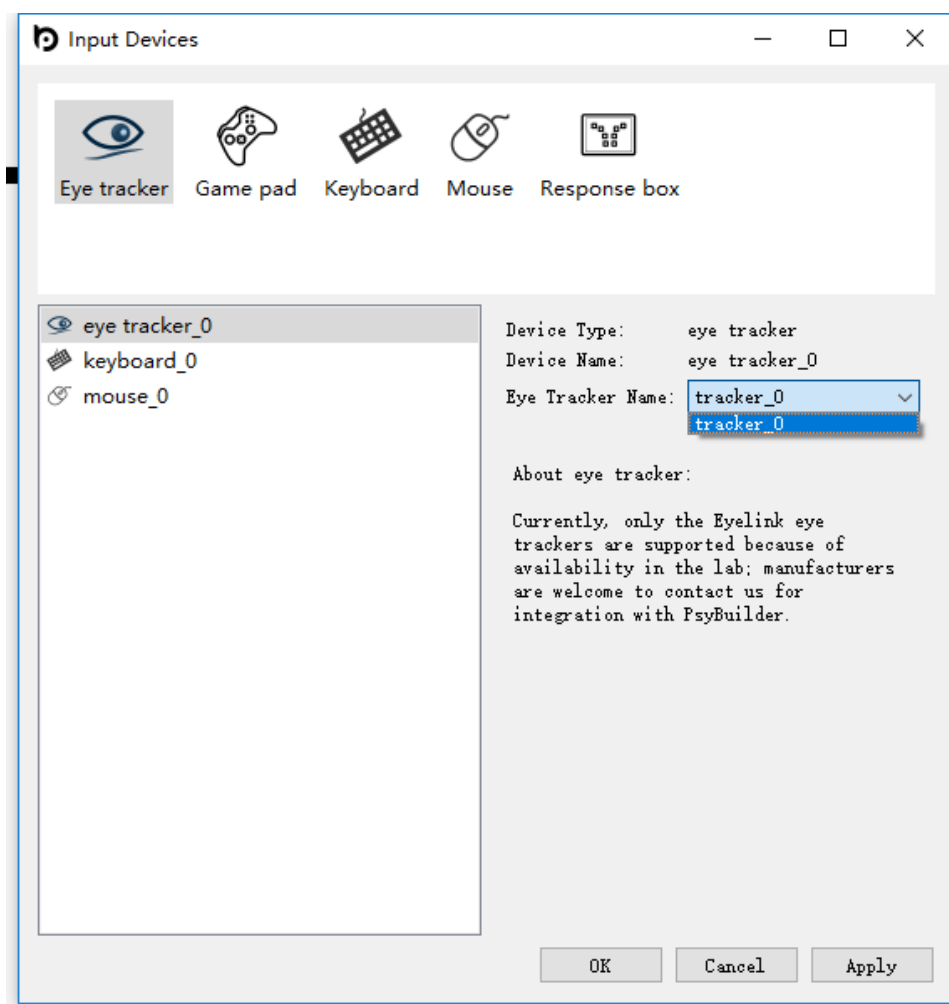 Input Devices
Eye tracker
Game pad
Keyboard
Mouse
Response box
eye tracker_0
keyboard_0
mouse_0
Device Type: eye tracker
Device Name: eye tracker_0
Eye Tracker Name: tracker_0
tracker_0
About eye tracker:
Currently, only the Eyelink eye
trackers are supported because of
availability in the lab; manufacturers
are welcome to contact us for
integration with PsyBuilder.
OK
Cancel
Apply